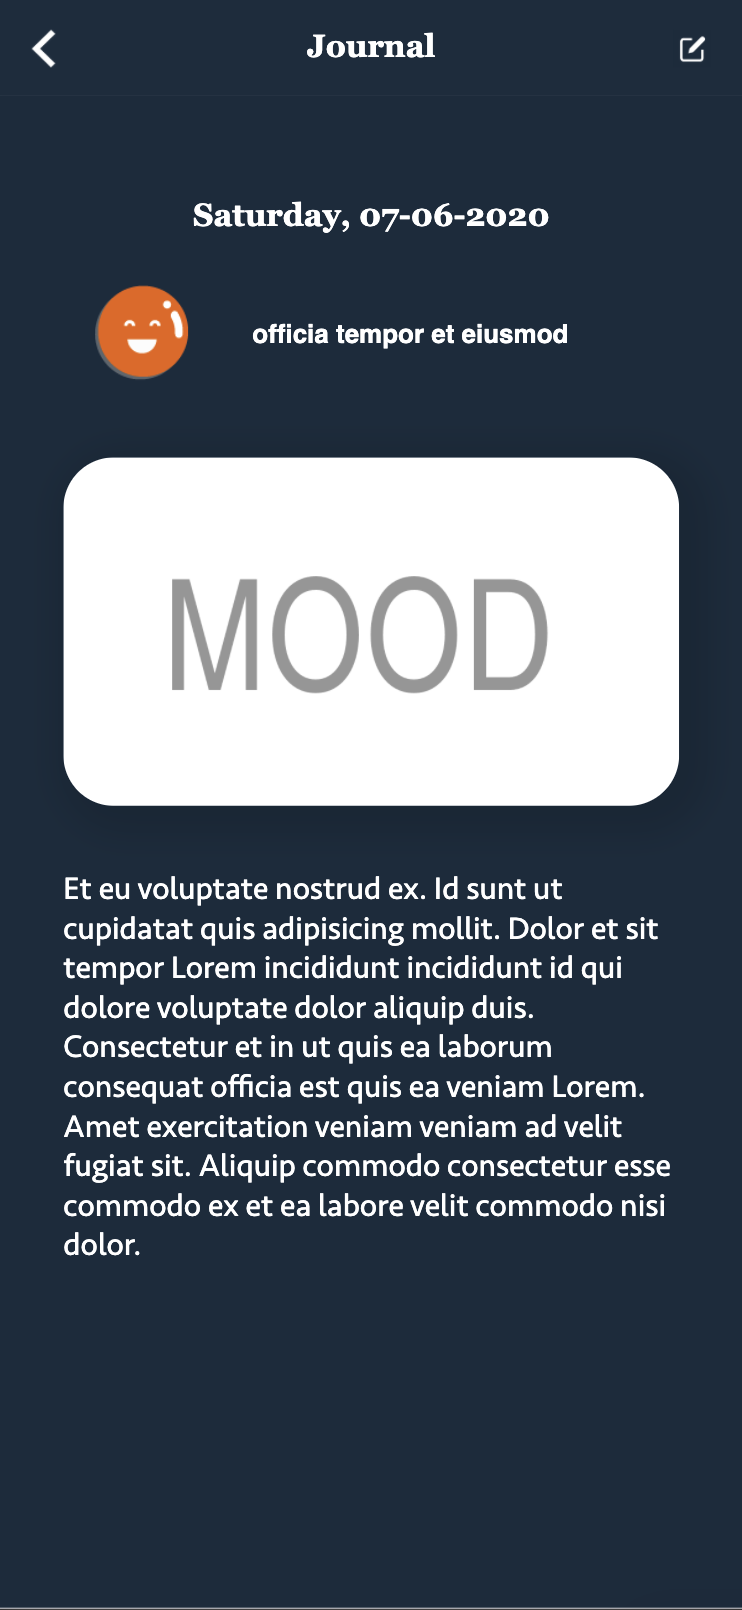 Journal
Saturday, 07-06-2020
officia tempor et eiusmod
MOOD
Et eu voluptate nostrud ex. Id sunt ut
cupidatat quis adipisicing mollit. Dolor et sit
tempor Lorem incididunt incididunt id qui
dolore voluptate dolor aliquip duis.
Consectetur et in ut quis ea laborum
consequat officia est quis ea veniam Lorem.
Amet exercitation veniam veniam ad velit
fugiat sit. Aliquip commodo consectetur esse
commodo ex et ea labore velit commodo nisi
dolor.